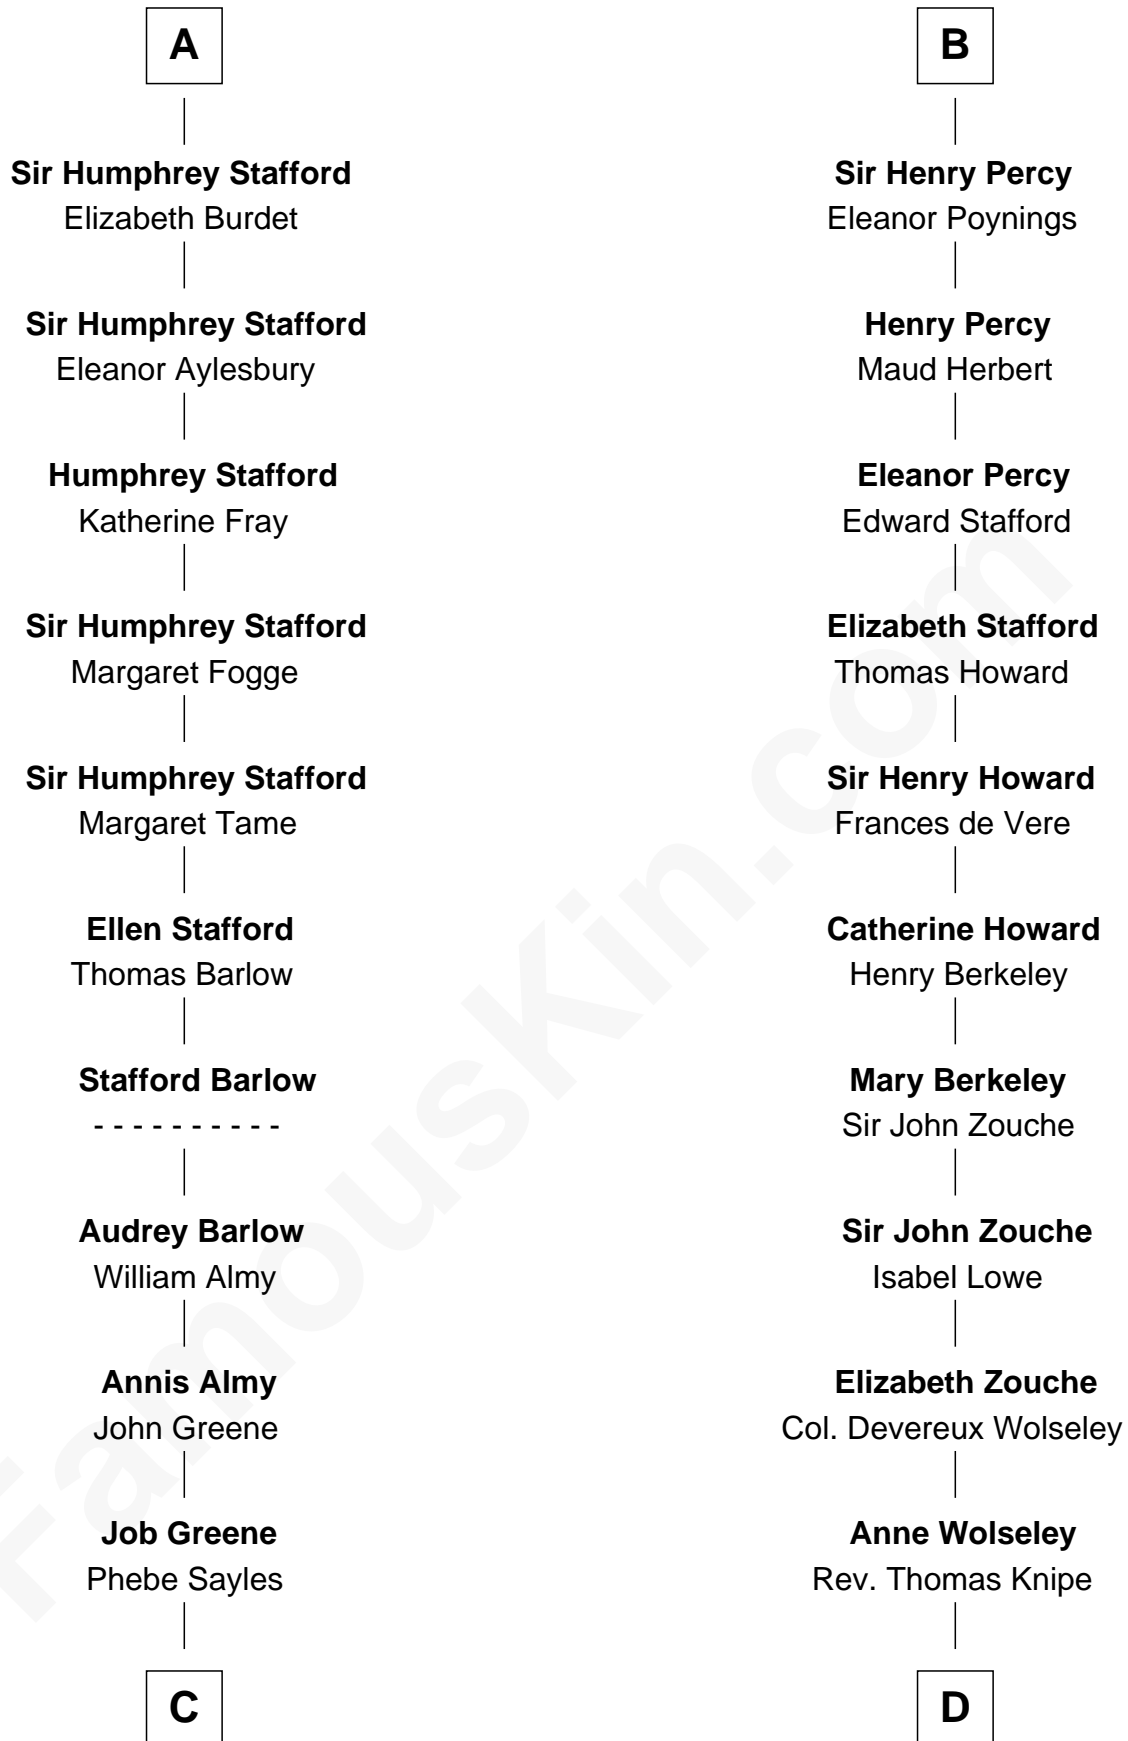 A
Sir Humphrey Stafford
Elizabeth Burdet
Sir Humphrey Stafford
Eleanor Aylesbury
Humphrey Stafford
Katherine Fray
Sir Humphrey Stafford
Margaret Fogge
Sir Humphrey Stafford
Margaret Tame
Ellen Stafford
Thomas Barlow
Stafford Barlow
- - - - - - - - - -
Audrey Barlow
William Almy
Annis Almy
John Greene
Job Greene
Phebe Sayles
C
B
Sir Henry Percy
Eleanor Poynings
Henry Percy
Maud Herbert
Eleanor Percy
Edward Stafford
Elizabeth Stafford
Thomas Howard
Sir Henry Howard
Frances de Vere
Catherine Howard
Henry Berkeley
Mary Berkeley
Sir John Zouche
Sir John Zouche
Isabel Lowe
Elizabeth Zouche
Col. Devereux Wolseley
Anne Wolseley
Rev. Thomas Knipe
D
FamousKin.com